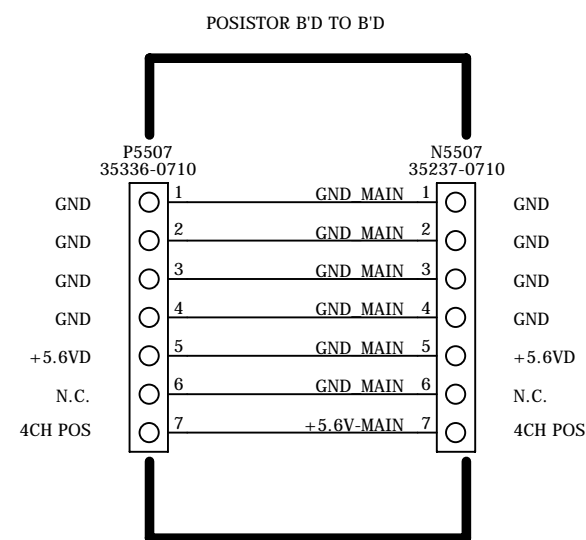 POSISTOR B'D TO B'D
P5507
35336-0710
N5507
35237-0710
GND 1 GND_MAIN 1 GND
GND 2 GND_MAIN 2 GND
GND 3 GND_MAIN 3 GND
GND 4 GND_MAIN 4 GND
+5.6VD 5 GND_MAIN 5 +5.6VD
N.C. 6 GND_MAIN 6 N.C.
4CH POS 7 +5.6V-MAIN 7 4CH POS